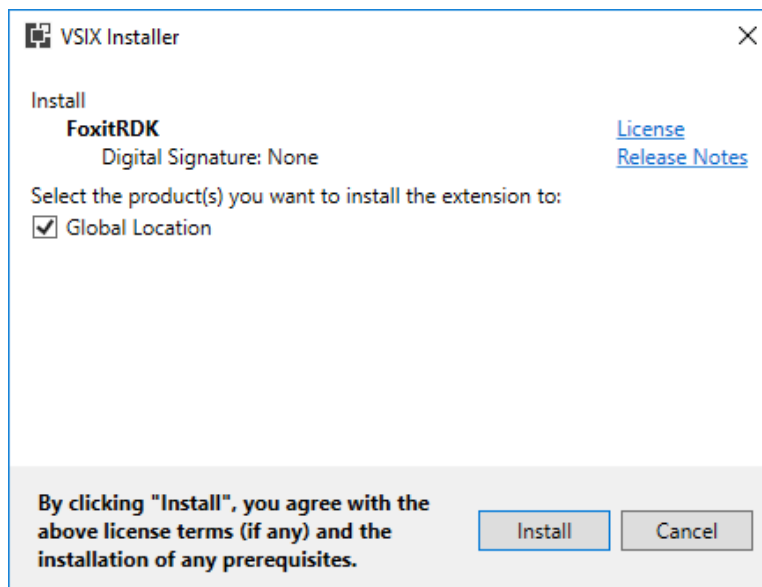 VSIX Installer
Install
FoxitRDK
License
Digital Signature: None
Release Notes
Select the product(s) you want to install the extension to:
Global Location
By clicking "Install", you agree with the
above license terms (if any) and the
installation of any prerequisites.
Install
Cancel